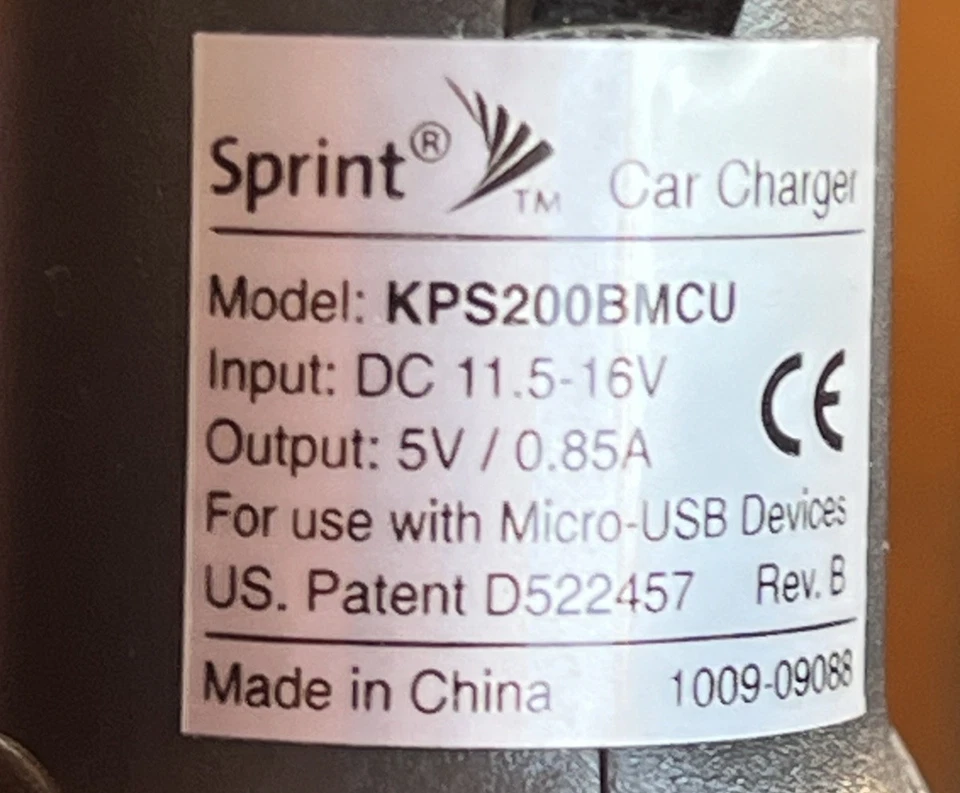 Sprint® TM Car Charger
Model: KPS200BMCU
Input: DC 11.5-16V
Output: 5V / 0.85A
CE
For use with Micro-USB Devices
US. Patent D522457 Rev. B
Made in China 1009-09088